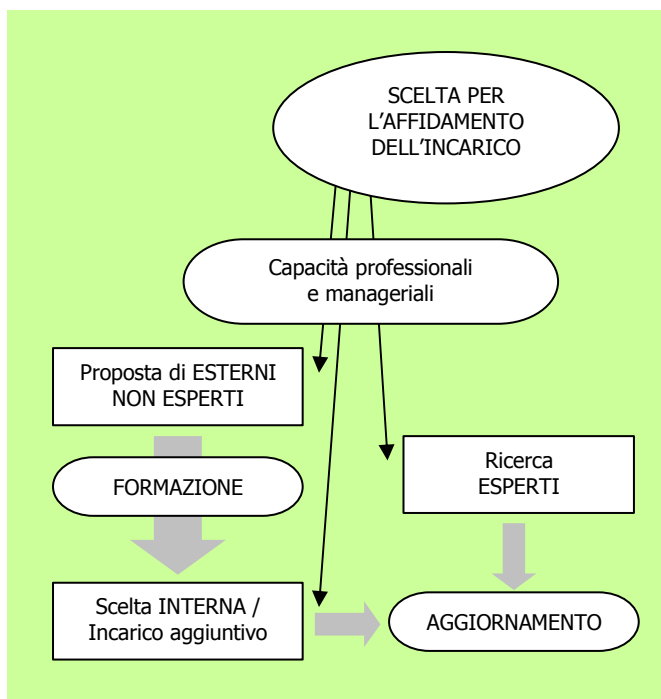 SCELTA PER
L'AFFIDAMENTO
DELL'INCARICO
Capacità professionali
e manageriali
Proposta di ESTERNI
NON ESPERTI
FORMAZIONE
Ricerca
ESPERTI
Scelta INTERNA /
Incarico aggiuntivo
AGGIORNAMENTO